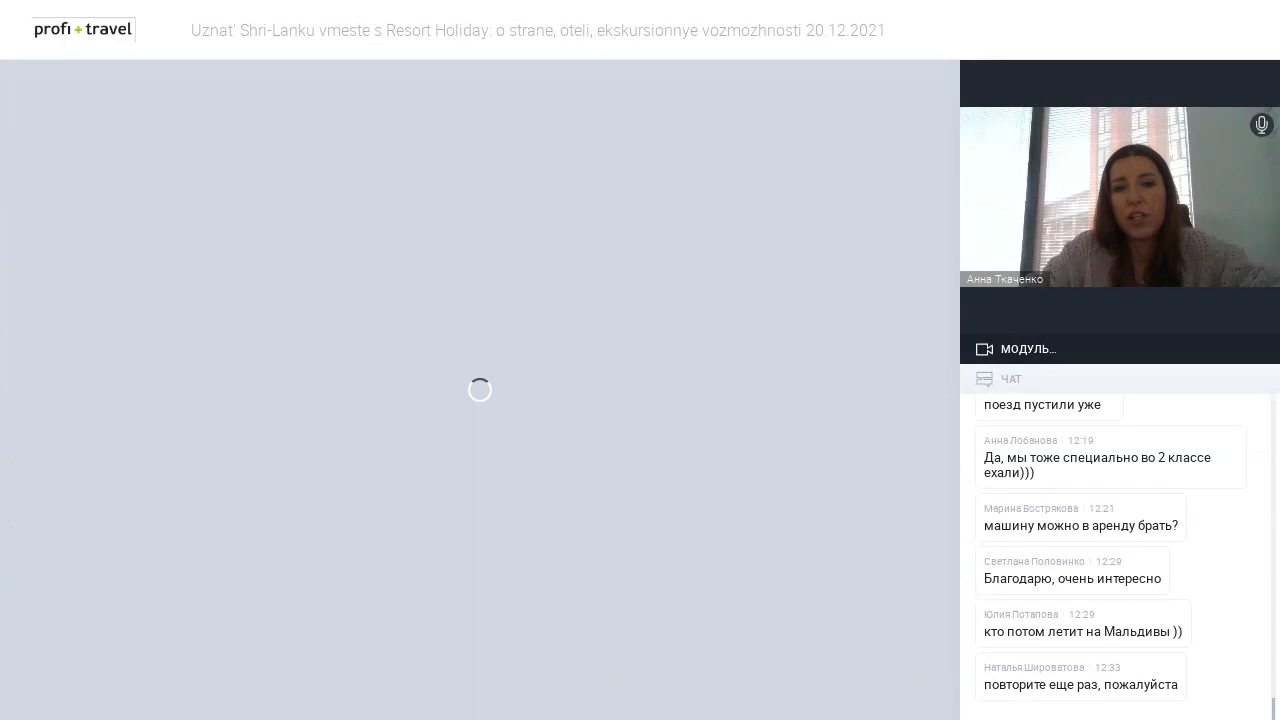 profi + travel
Uznat' Shri-Lanku vmeste s Resort Holiday: o strane, oteli, ekskursionnye vozmozhnosti 20.12.2021
Анна Ткаченко
МОДУЛЬ...
ЧАТ
поезд пустили уже
Анна Лобанова 12:19
Да, мы тоже специально во 2 классе
ехали)))
Марина Вострякова 12:21
машину можно в аренду брать?
Светлана Половинко 12:29
Благодарю, очень интересно
Юлия Потапова 12:29
кто потом летит на Мальдивы ))
Наталья Широватова 12:33
повторите еще раз, пожалуйста